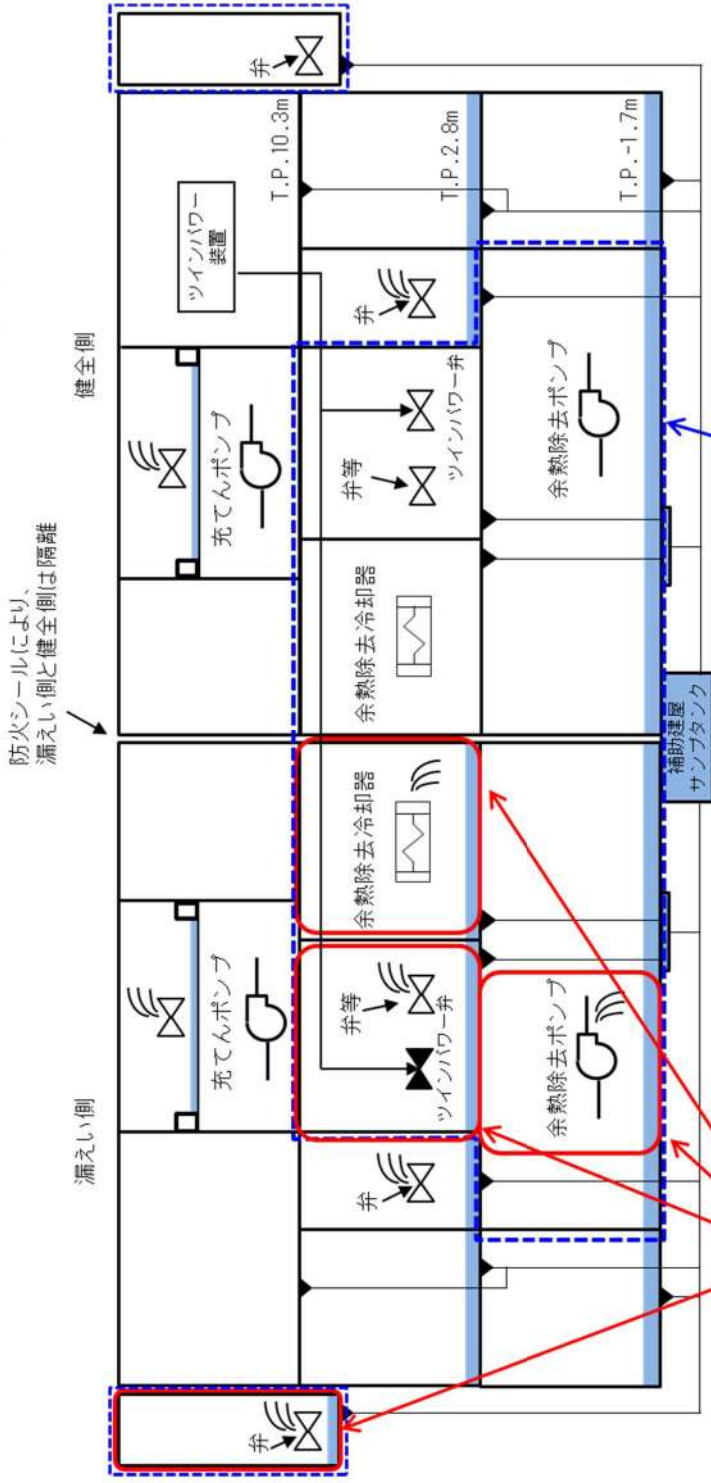 防火シールにより、
漏えい側と健全側は隔離
漏えい側
健全側
弁
充てんポンプ
充てんポンプ
ツインパワー
装置
弁
T.P.10.3m
弁
弁等
ツインパワー弁
余熱除去冷却器
余熱除去冷却器
弁等
ツインパワー弁
弁
T.P.2.8m
余熱除去ポンプ
余熱除去ポンプ
T.P.-1.7m
補助建屋
サンプタンク